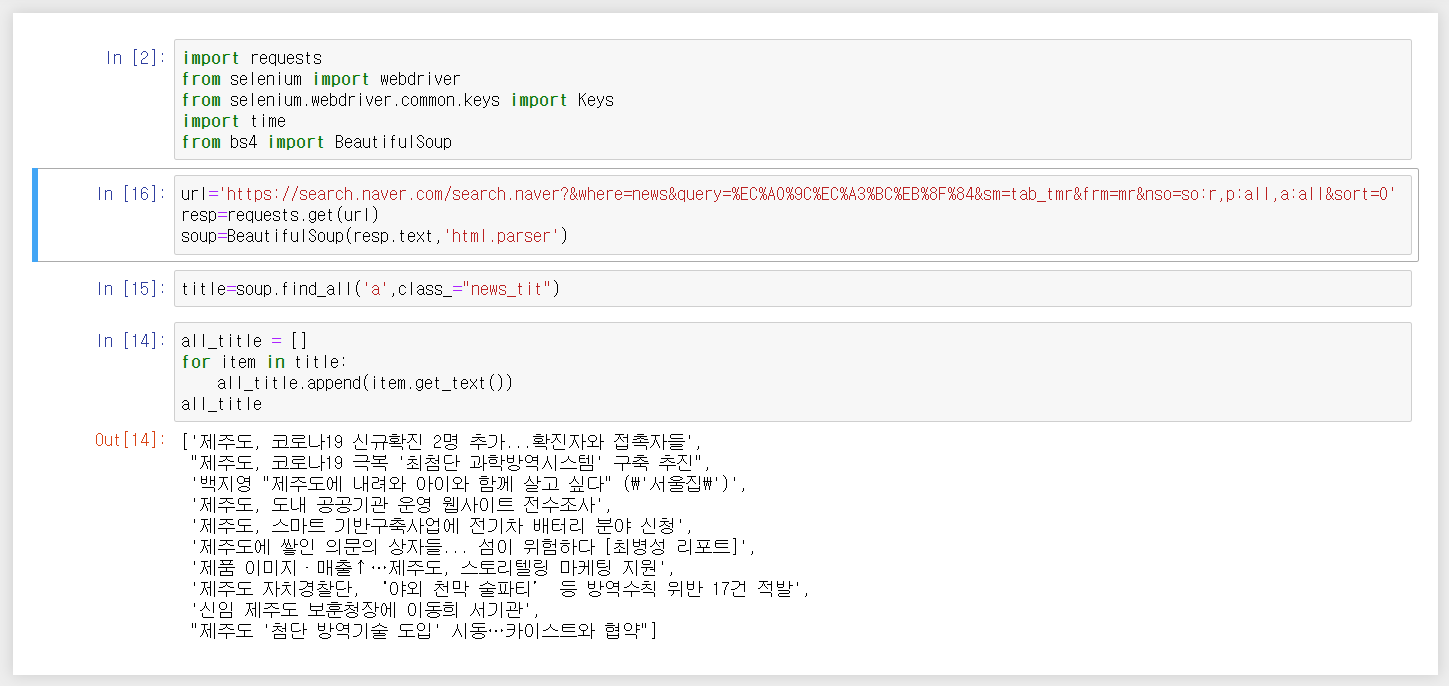 In [2]:
import requests
from selenium import webdriver
from selenium.webdriver.common.keys import Keys
import time
from bs4 import BeautifulSoup
In [16]:
url='https://search.naver.com/search.naver?&where=news&query=%EC%A0%9C%EC%A3%BC%EB%8F%84&sm=tab_tmr&frm=mr&nso=so:r,p:all,a:all&sort=0'
resp=requests.get(url)
soup=BeautifulSoup(resp.text,'html.parser')
In [15]:
title=soup.find_all('a',class_="news_tit")
In [14]:
all_title = []
for item in title:
    all_title.append(item.get_text())
all_title
Out[14]:
['제주도, 코로나19 신규확진 2명 추가...확진자와 접촉자들',
"제주도, 코로나19 극복 '최첨단 과학방역시스템' 구축 추진",
'백지영 "제주도에 내려와 아이와 함께 살고 싶다" (₩'서울집₩')',
'제주도, 도내 공공기관 운영 웹사이트 전수조사',
'제주도, 스마트 기반구축사업에 전기차 배터리 분야 신청',
'제주도에 쌓인 의문의 상자들... 섬이 위험하다 [최병성 리포트]',
'제품 이미지·매출↑…제주도, 스토리텔링 마케팅 지원',
'제주도 자치경찰단, ‘야외 천막 술파티’ 등 방역수칙 위반 17건 적발',
'신임 제주도 보훈청장에 이동희 서기관',
"제주도 '첨단 방역기술 도입' 시동…카이스트와 협약"]